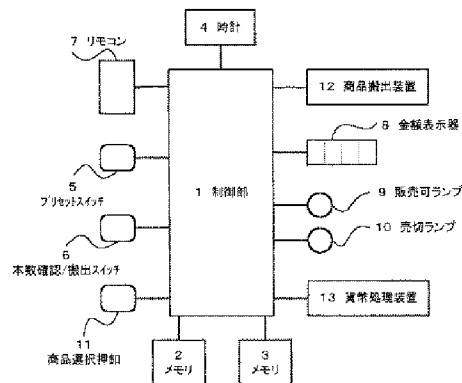 4 時計
7 リモコン
12 商品搬出装置
8 金額表示器
5
プリセットスイッチ
1 制御部
9 販売可ランプ
6
本数確認/搬出スイッチ
10 売切ランプ
13 貨幣処理装置
11
商品選択押釦
2
メモリ
3
メモリ